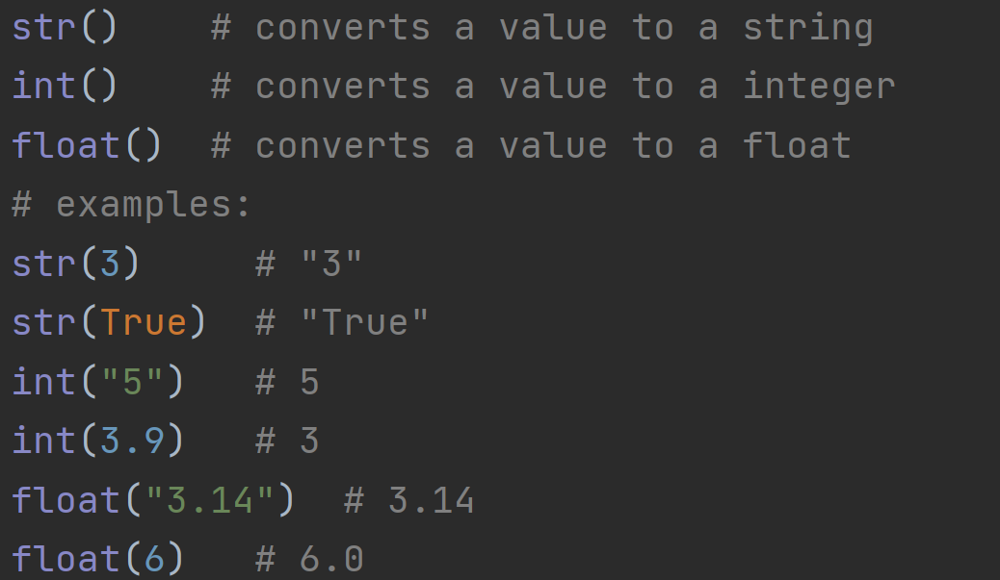 str()    # converts a value to a string
int()    # converts a value to a integer
float()  # converts a value to a float
# examples:
str(3)     # "3"
str(True)  # "True"
int("5")   # 5
int(3.9)   # 3
float("3.14")  # 3.14
float(6)   # 6.0